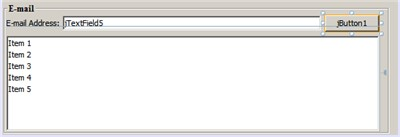 E-mail
E-mail Address: jTextField5 jButton1
Item 1
Item 2
Item 3
Item 4
Item 5